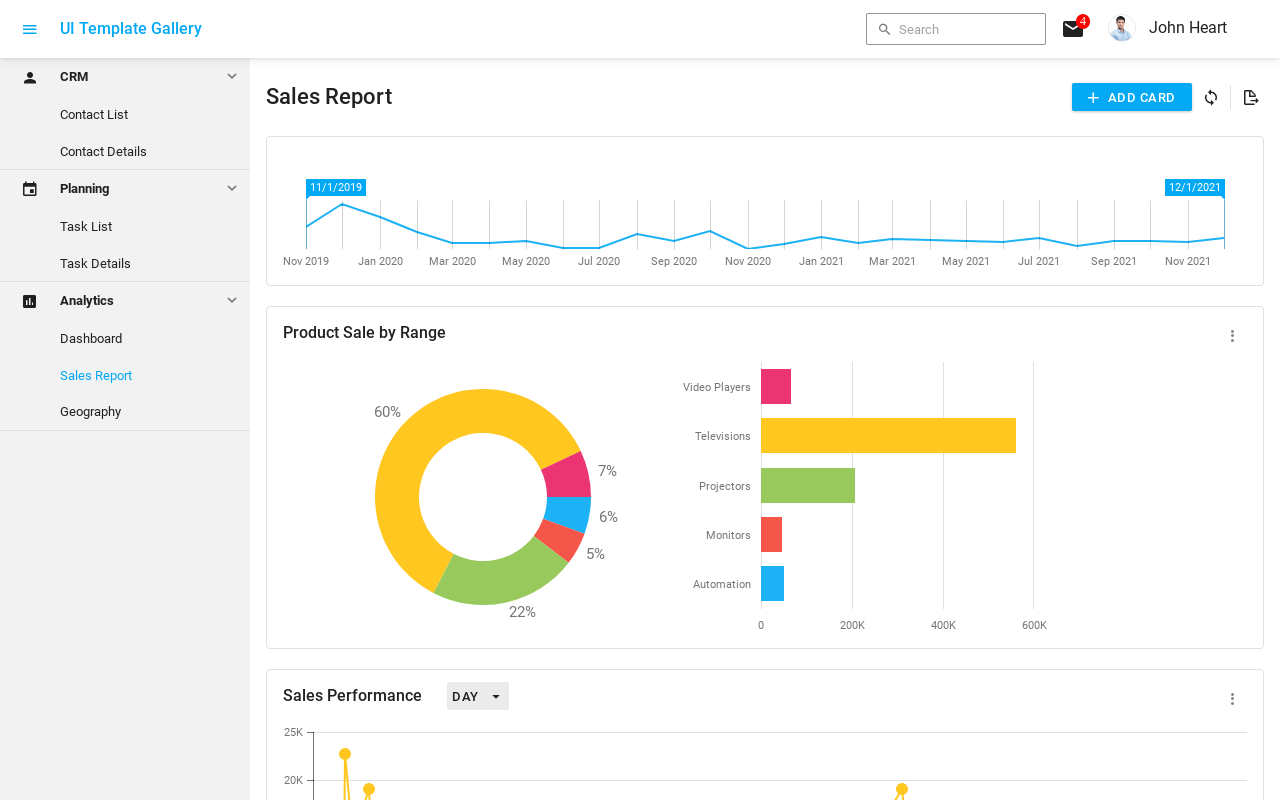 UI Template Gallery
Search
4
John Heart
CRM
Contact List
Contact Details
Planning
Task List
Task Details
Analytics
Dashboard
Sales Report
Geography
Sales Report
ADD CARD
11/1/2019
12/1/2021
Nov 2019 Jan 2020 Mar 2020 May 2020 Jul 2020 Sep 2020 Nov 2020 Jan 2021 Mar 2021 May 2021 Jul 2021 Sep 2021 Nov 2021
Product Sale by Range
60%
7%
6%
5%
22%
Video Players
Televisions
Projectors
Monitors
Automation
0 200K 400K 600K
Sales Performance
DAY
25K
20K